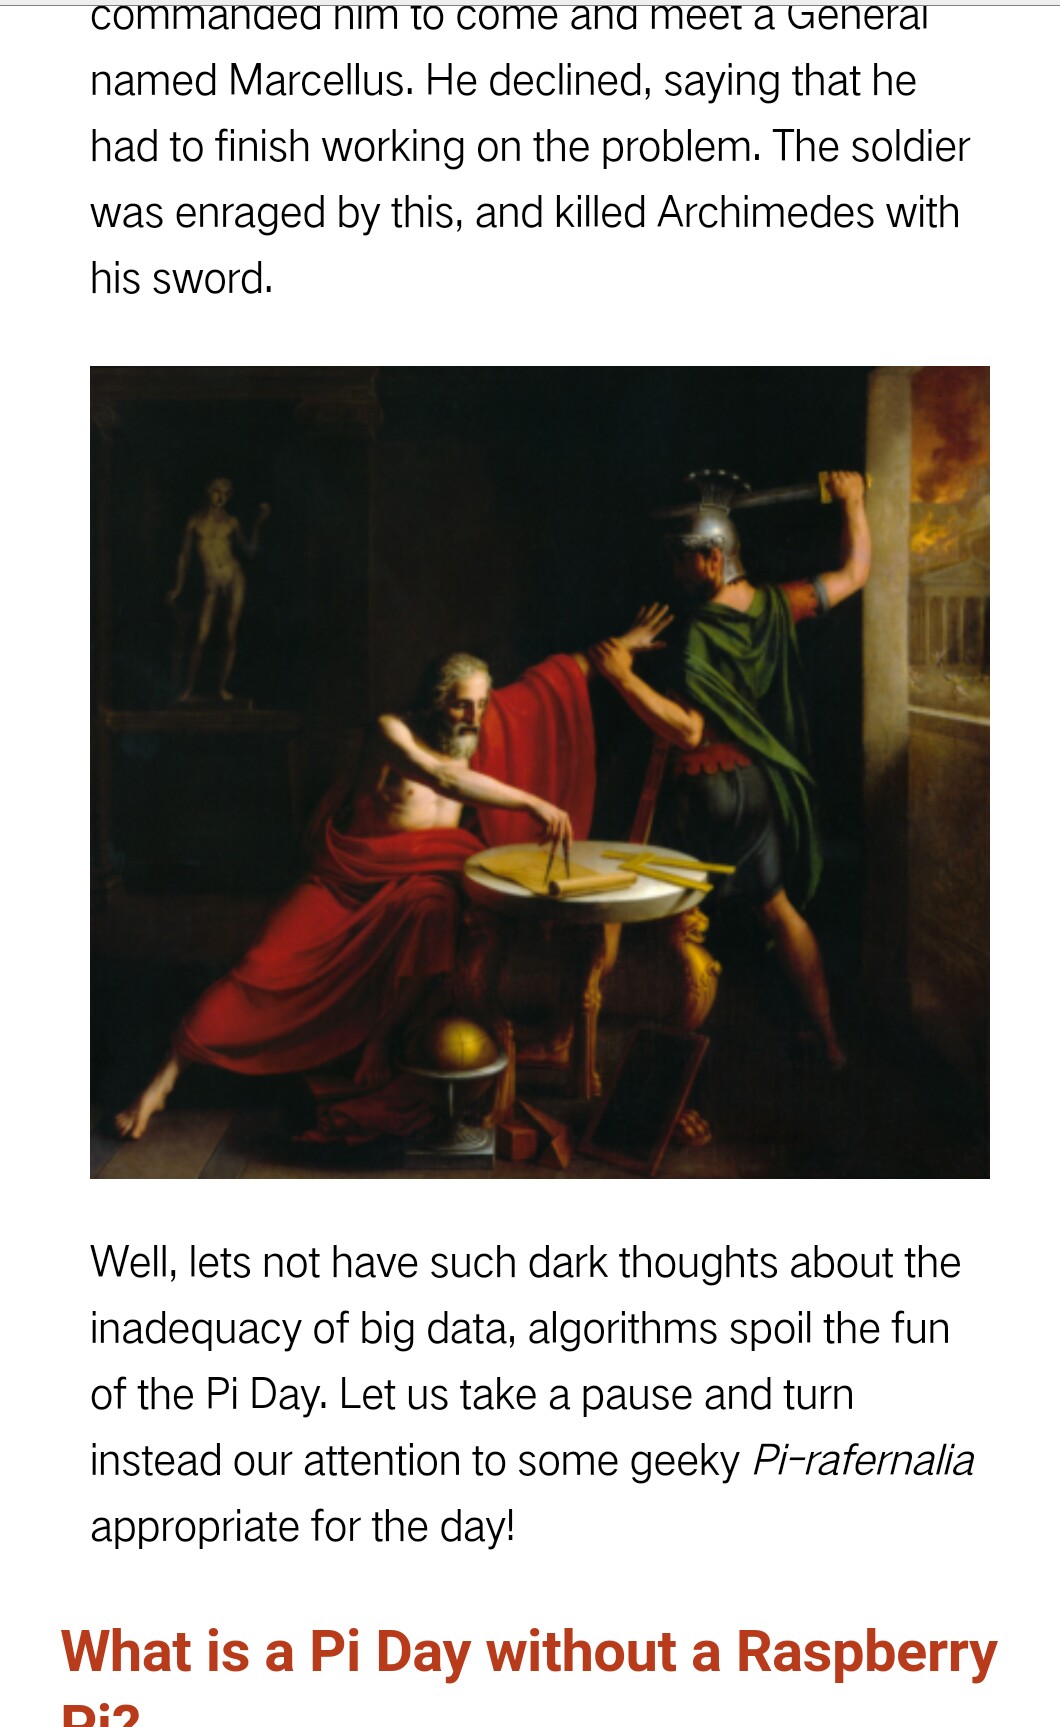 commanded him to come and meet a General
named Marcellus. He declined, saying that he
had to finish working on the problem. The soldier
was enraged by this, and killed Archimedes with
his sword.
Well, lets not have such dark thoughts about the
inadequacy of big data, algorithms spoil the fun
of the Pi Day. Let us take a pause and turn
instead our attention to some geeky Pi-rafernalia
appropriate for the day!
What is a Pi Day without a Raspberry
Pi?